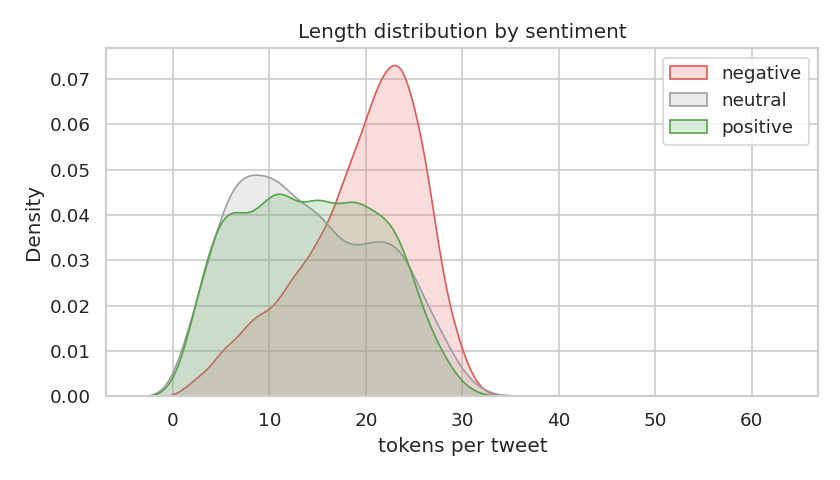 Length distribution by sentiment
negative
neutral
positive
Density
0.07
0.06
0.05
0.04
0.03
0.02
0.01
0.00
0 10 20 30 40 50 60
tokens per tweet